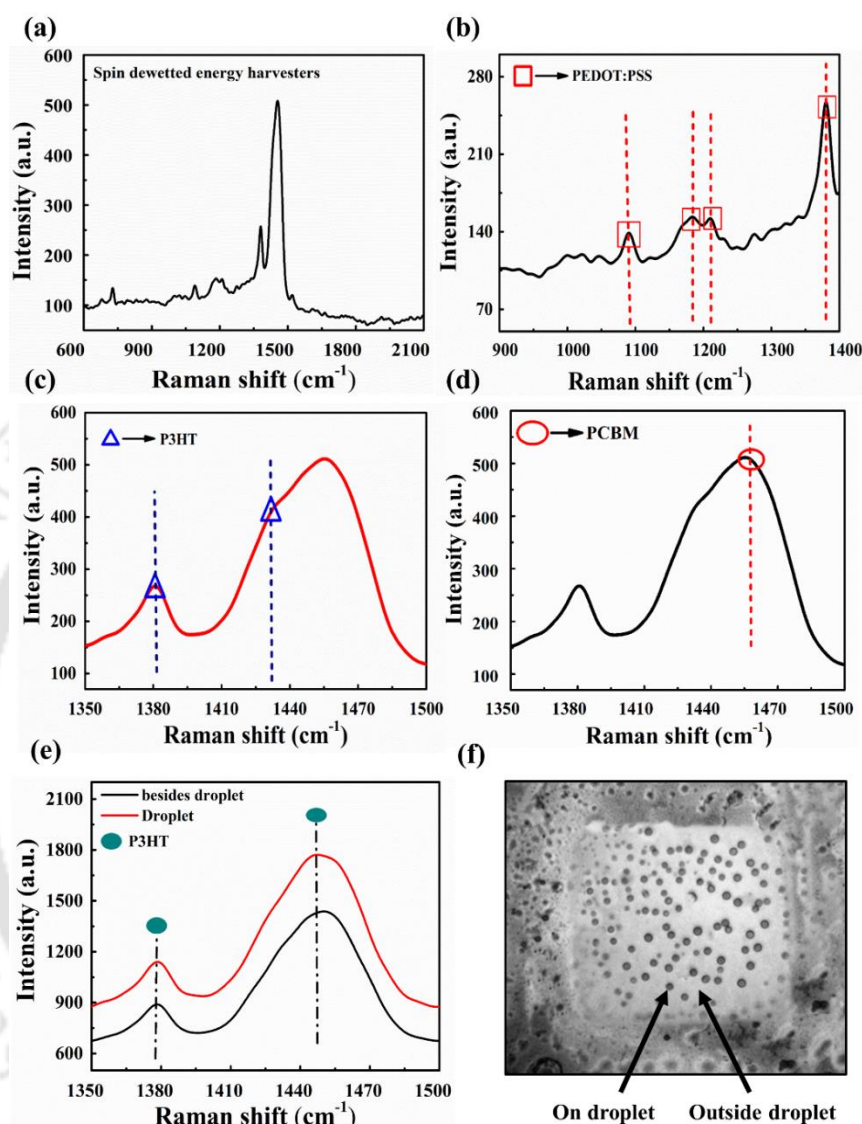 (a)
Spin dewetted energy harvesters
Intensity (a.u.)
600
500
400
300
200
100
600 900 1200 1500 1800 2100
Raman shift (cm-1)
(b)
PEDOT:PSS
Intensity (a.u.)
280
210
140
70
900 1000 1100 1200 1300 1400
Raman shift (cm-1)
(c)
P3HT
Intensity (a.u.)
600
500
400
300
200
100
1350 1380 1410 1440 1470 1500
Raman shift (cm-1)
(d)
PCBM
Intensity (a.u.)
600
500
400
300
200
100
1350 1380 1410 1440 1470 1500
Raman shift (cm-1)
(e)
besides droplet
Droplet
P3HT
Intensity (a.u.)
2100
1800
1500
1200
900
600
1350 1380 1410 1440 1470 1500
Raman shift (cm-1)
(f)
On droplet Outside droplet